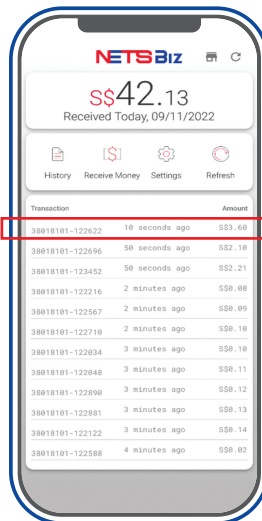 NETS BIZ
S$42.13
Received Today, 09/11/2022
History Receive Money Settings Refresh
Transaction Amount
38018101-122622 10 seconds ago S$3.60
38018101-122696 50 seconds ago S$2.10
38018101-123452 50 seconds ago S$2.21
38018101-122216 2 minutes ago S$0.08
38018101-122567 2 minutes ago S$0.09
38018101-122710 2 minutes ago S$0.10
38018101-122034 3 minutes ago S$0.10
38018101-122048 3 minutes ago S$0.11
38018101-122890 3 minutes ago S$0.12
38018101-122881 3 minutes ago S$0.13
38018101-122122 3 minutes ago S$0.14
38018101-122588 4 minutes ago S$0.02